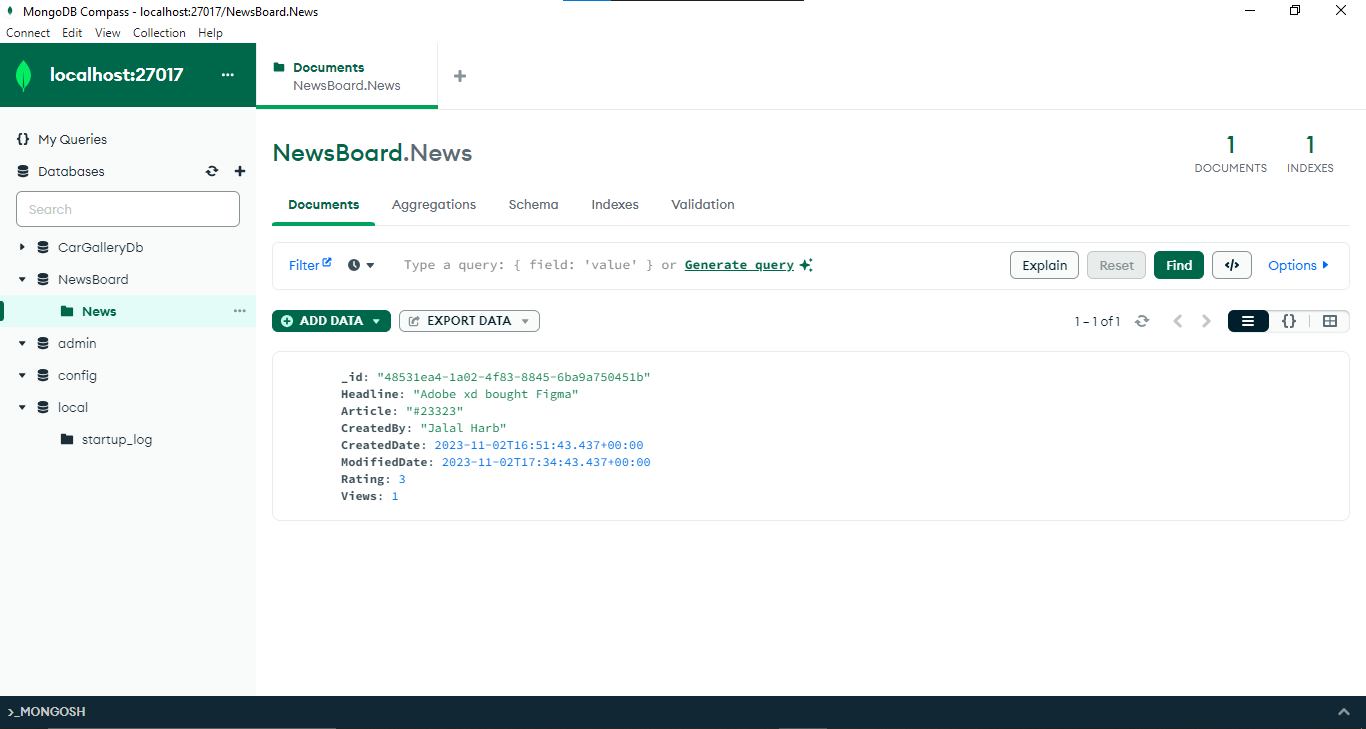 MongoDB Compass - localhost:27017/NewsBoard.News
Connect Edit View Collection Help
localhost:27017 ...
Documents
NewsBoard.News
{} My Queries
Databases
Search
CarGalleryDb
NewsBoard
News ...
admin
config
local
startup_log
NewsBoard.News
1
DOCUMENTS
1
INDEXES
Documents Aggregations Schema Indexes Validation
Filter Type a query: { field: 'value' } or Generate query Explain Reset Find </> Options
ADD DATA EXPORT DATA 1 – 1 of 1 {}
_id: "48531ea4-1a02-4f83-8845-6ba9a750451b"
Headline: "Adobe xd bought Figma"
Article: "#23323"
CreatedBy: "Jalal Harb"
CreatedDate: 2023-11-02T16:51:43.437+00:00
ModifiedDate: 2023-11-02T17:34:43.437+00:00
Rating: 3
Views: 1
>_MONGOSH